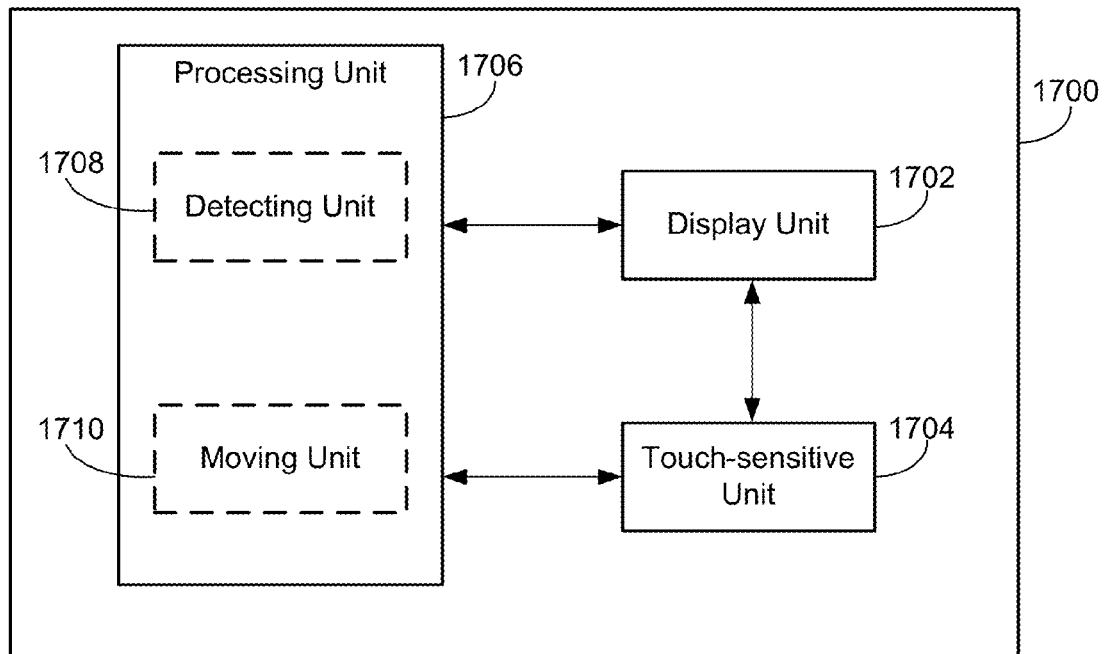 Processing Unit
1706
1700
1708
Detecting Unit
1702
Display Unit
1710
Moving Unit
1704
Touch-sensitive
Unit